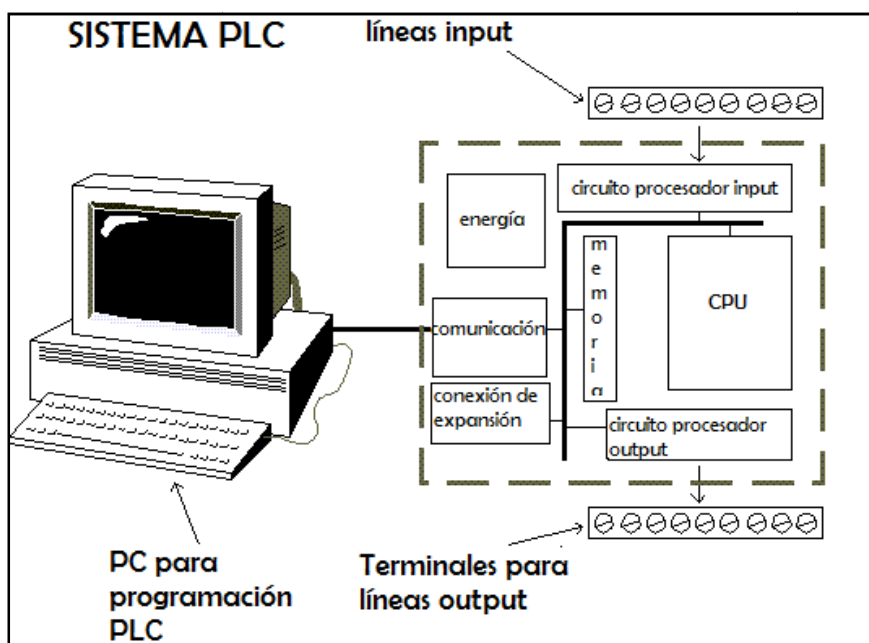 SISTEMA PLC
líneas input
circuito procesador input
energía
memoria
CPU
comunicación
conexión de
expansión
circuito procesador
output
PC para
programación
PLC
Terminales para
líneas output